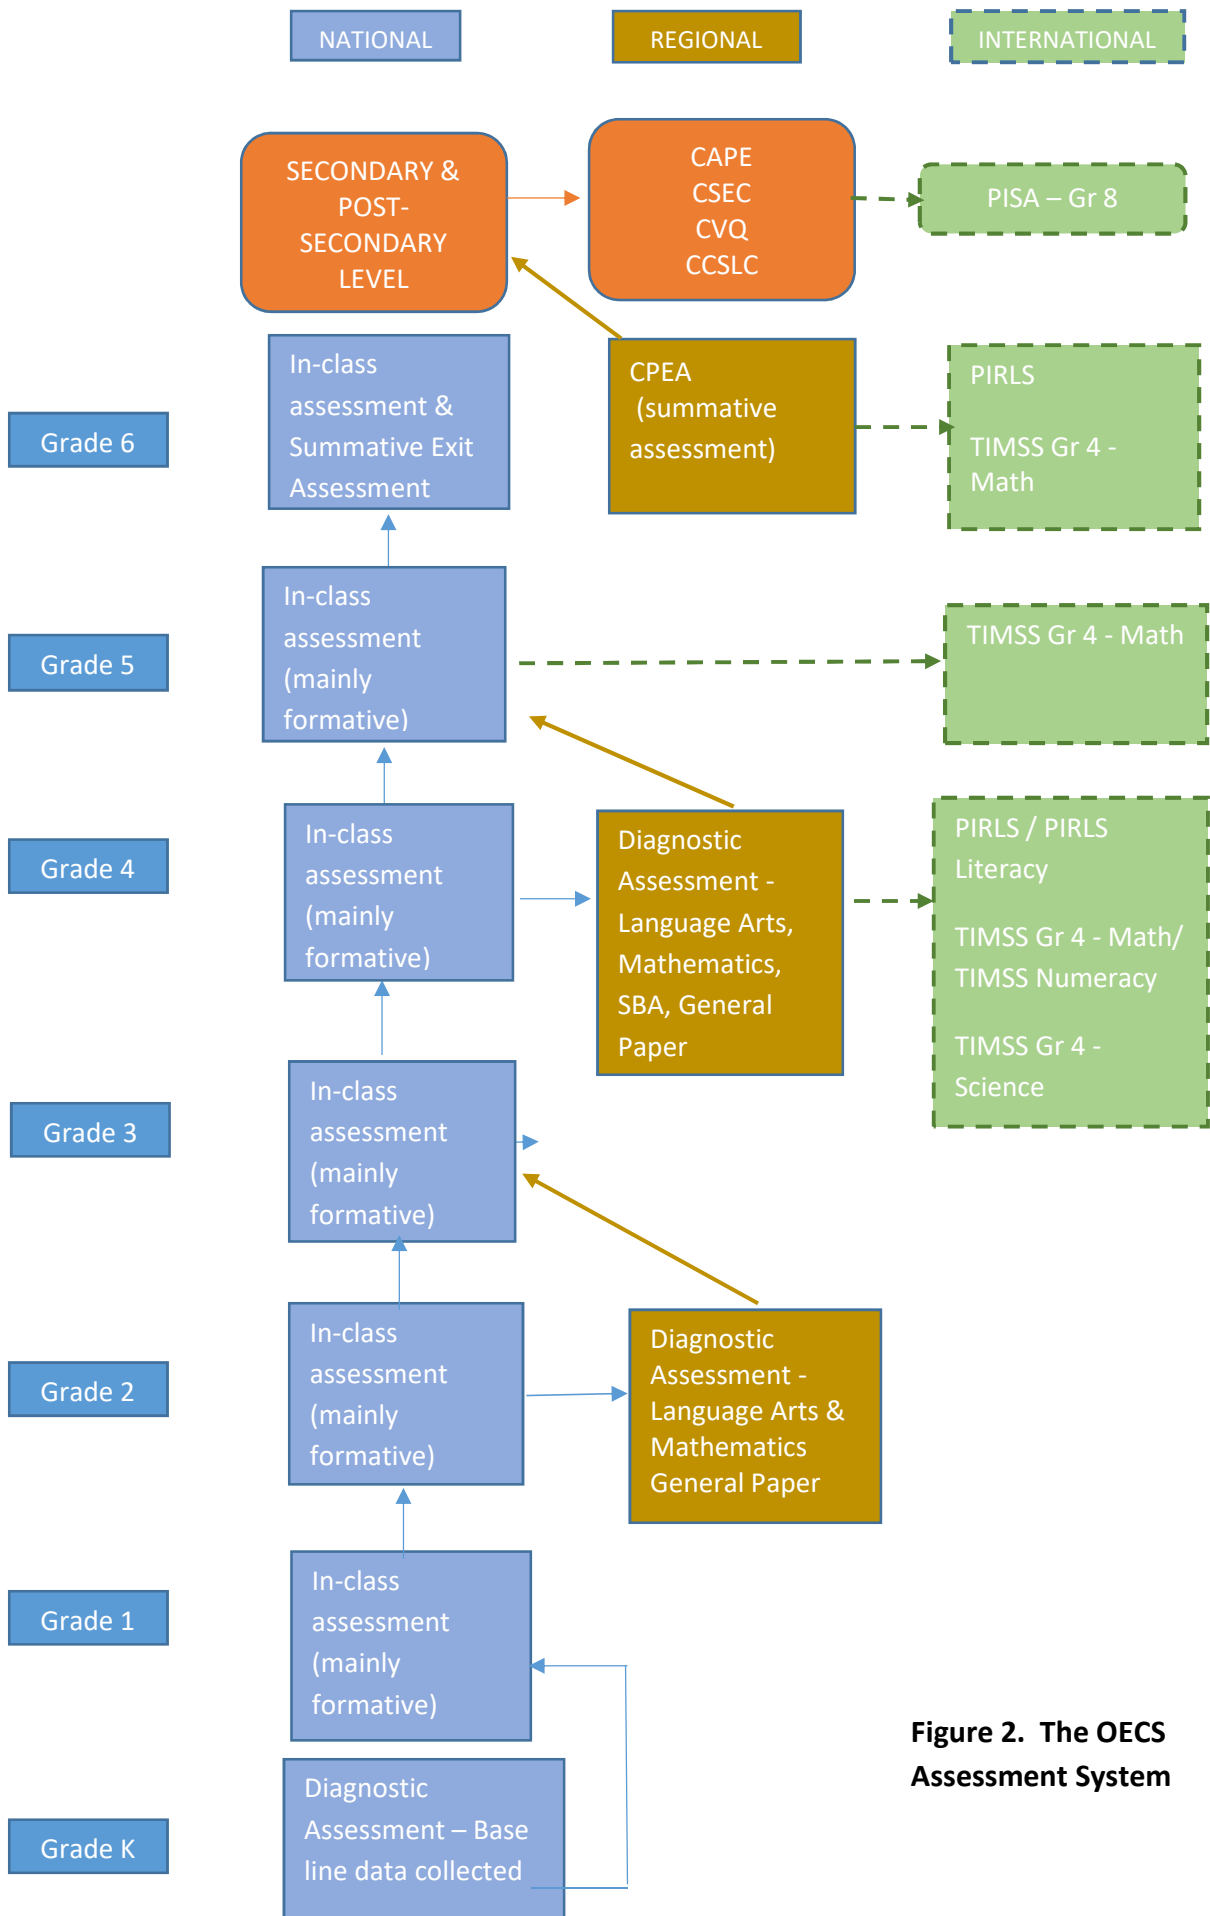 NATIONAL
REGIONAL
INTERNATIONAL
SECONDARY &
POST-
SECONDARY
LEVEL
CAPE
CSEC
CVQ
CCSLC
PISA – Gr 8
Grade 6
In-class
assessment &
Summative Exit
Assessment
CPEA
(summative
assessment)
PIRLS
TIMSS Gr 4 -
Math
Grade 5
In-class
assessment
(mainly
formative)
TIMSS Gr 4 - Math
Grade 4
In-class
assessment
(mainly
formative)
Diagnostic
Assessment -
Language Arts,
Mathematics,
SBA, General
Paper
PIRLS / PIRLS
Literacy
TIMSS Gr 4 - Math/
TIMSS Numeracy
TIMSS Gr 4 -
Science
Grade 3
In-class
assessment
(mainly
formative)
Grade 2
In-class
assessment
(mainly
formative)
Diagnostic
Assessment -
Language Arts &
Mathematics
General Paper
Grade 1
In-class
assessment
(mainly
formative)
Grade K
Diagnostic
Assessment – Base
line data collected
Figure 2. The OECS
Assessment System